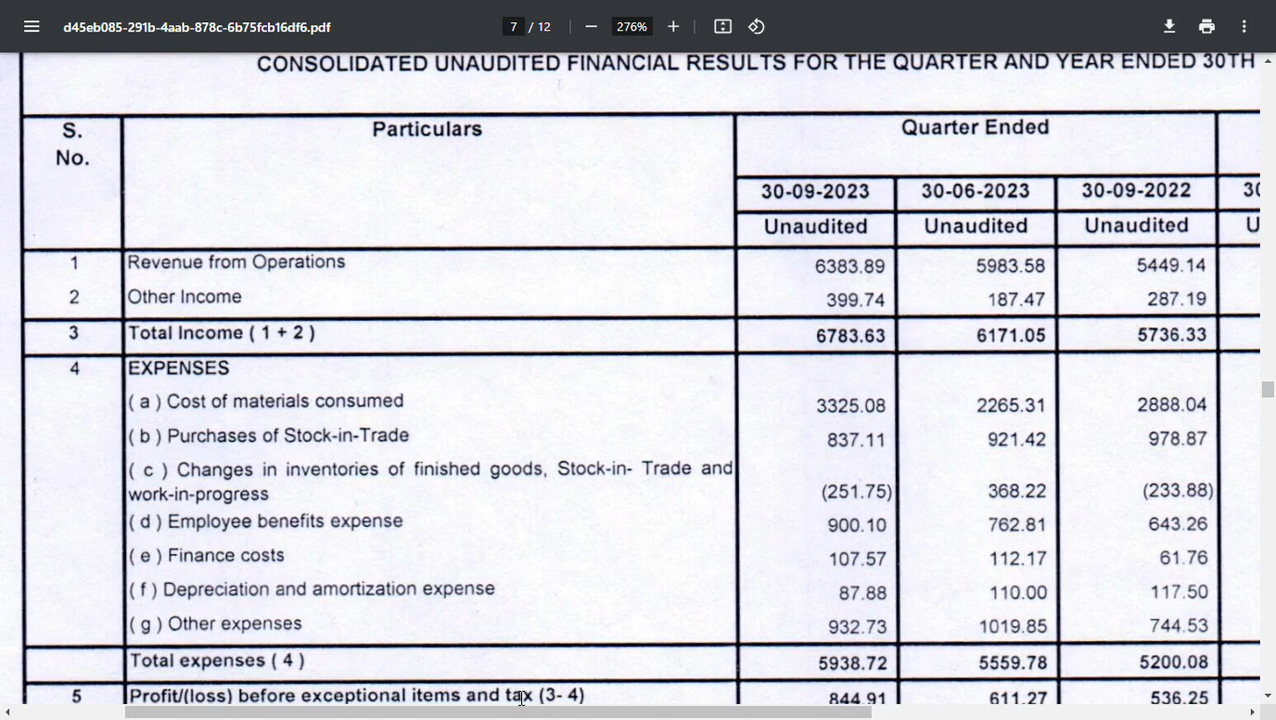 d45eb085-291b-4aab-878c-6b75fcb16df6.pdf 7 / 12 276%
CONSOLIDATED UNAUDITED FINANCIAL RESULTS FOR THE QUARTER AND YEAR ENDED 30TH
S. No. Particulars Quarter Ended
30-09-2023 30-06-2023 30-09-2022
Unaudited Unaudited Unaudited
1 Revenue from Operations 6383.89 5983.58 5449.14
2 Other Income 399.74 187.47 287.19
3 Total Income ( 1 + 2 ) 6783.63 6171.05 5736.33
4 EXPENSES
( a ) Cost of materials consumed 3325.08 2265.31 2888.04
( b ) Purchases of Stock-in-Trade 837.11 921.42 978.87
( c ) Changes in inventories of finished goods, Stock-in- Trade and
work-in-progress (251.75) 368.22 (233.88)
( d ) Employee benefits expense 900.10 762.81 643.26
( e ) Finance costs 107.57 112.17 61.76
( f ) Depreciation and amortization expense 87.88 110.00 117.50
( g ) Other expenses 932.73 1019.85 744.53
Total expenses ( 4 ) 5938.72 5559.78 5200.08
5 Profit/(loss) before exceptional items and tax (3- 4) 844.91 611.27 536.25